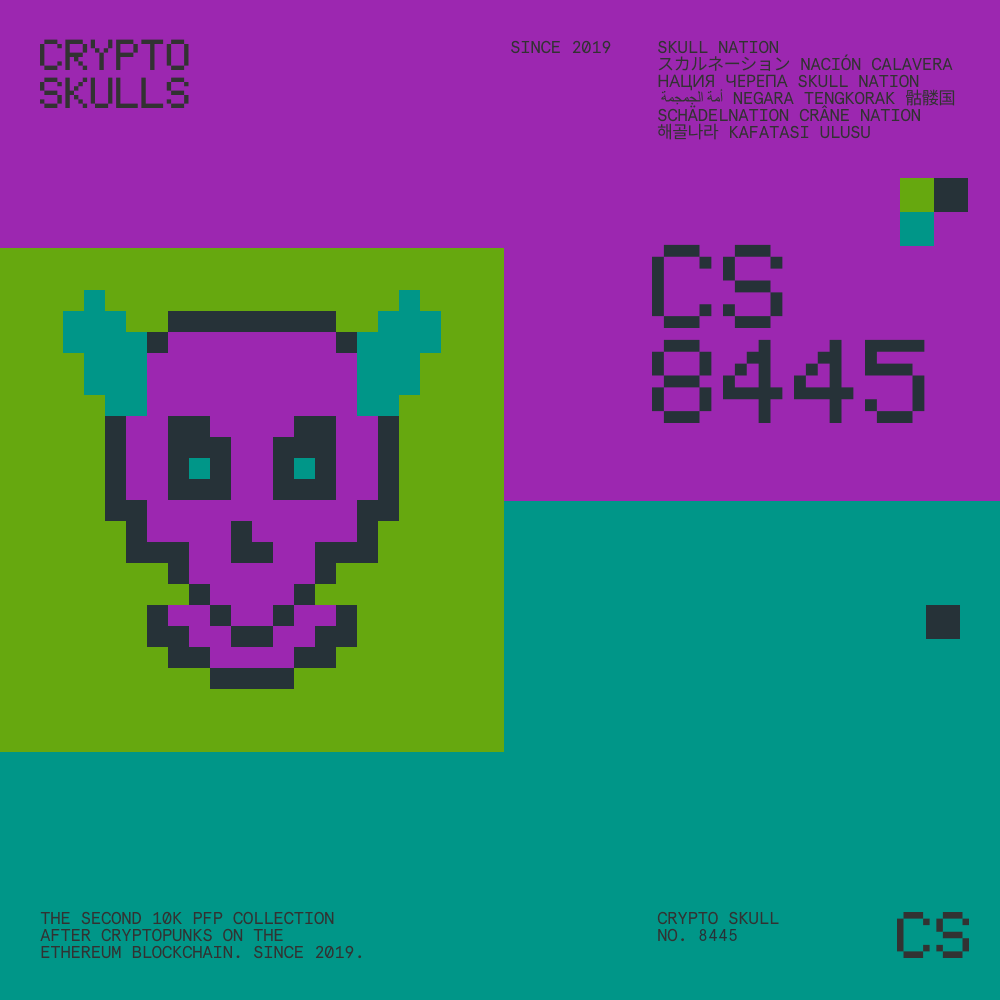 CRYPTO
SKULLS
SINCE 2019
SKULL NATION
スカルネーション NACIÓN CALAVERA
НАЦИЯ ЧЕРЕПА SKULL NATION
أمة الجمجمة NEGARA TENGKORAK 骷髅国
SCHÄDELNATION CRÂNE NATION
해골나라 KAFATASI ULUSU
CS
8445
THE SECOND 10K PFP COLLECTION
AFTER CRYPTOPUNKS ON THE
ETHEREUM BLOCKCHAIN. SINCE 2019.
CRYPTO SKULL
NO. 8445
CS